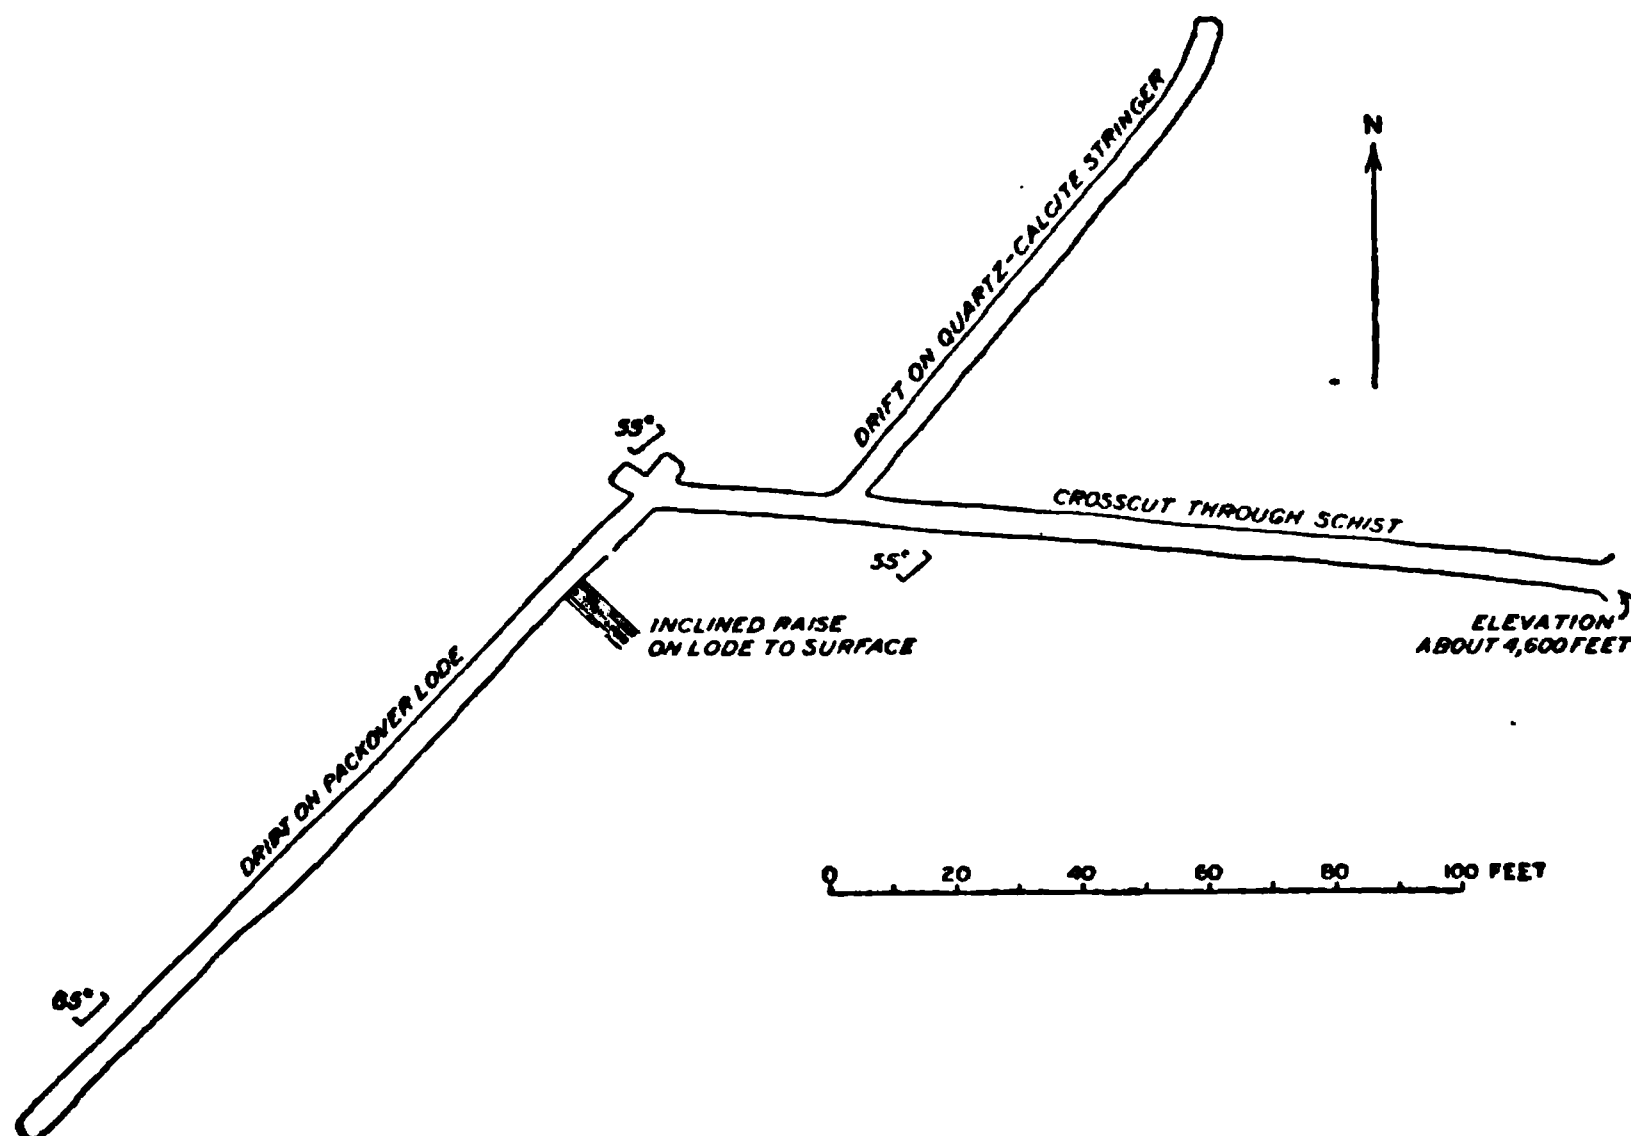 N
DRIFT ON QUARTZ-CALCITE STRINGER
55°
CROSSCUT THROUGH SCHIST
55°
INCLINED RAISE
ON LODE TO SURFACE
ELEVATION
ABOUT 4,600 FEET
DRIFT ON PACKOVER LODE
0 20 40 60 80 100 FEET
65°